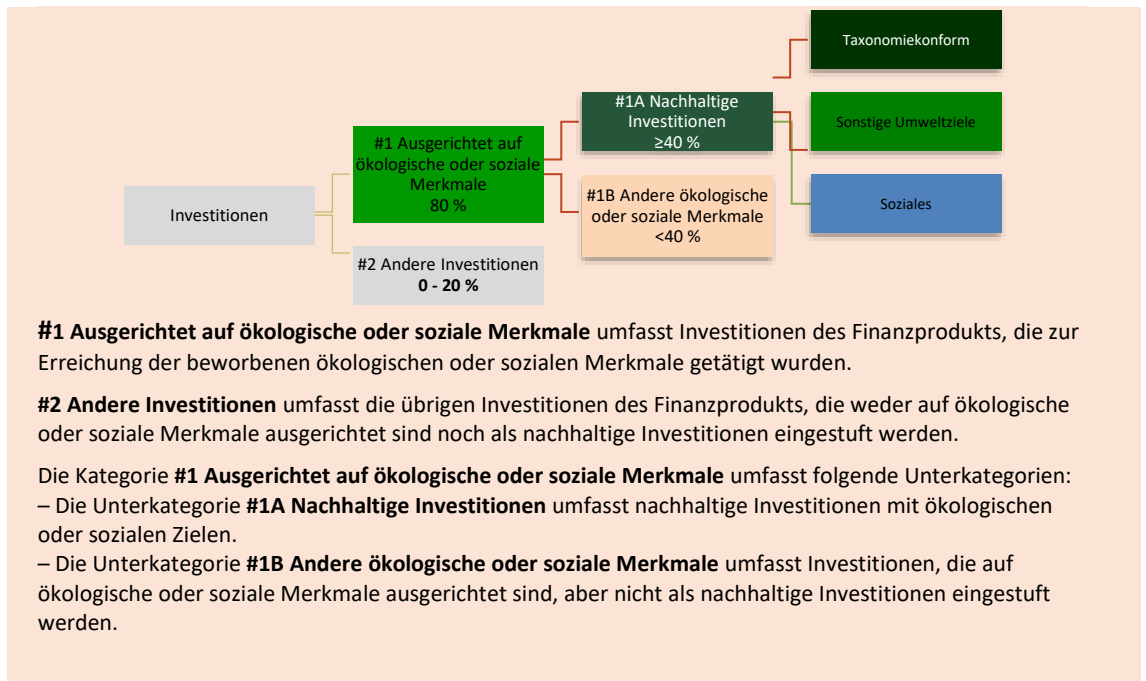 Taxonomiekonform
#1A Nachhaltige
Investitionen
≥40 %
Sonstige Umweltziele
#1 Ausgerichtet auf
ökologische oder soziale
Merkmale
80 %
#1B Andere ökologische
oder soziale Merkmale
<40 %
Soziales
Investitionen
#2 Andere Investitionen
0 - 20 %
#1 Ausgerichtet auf ökologische oder soziale Merkmale umfasst Investitionen des Finanzprodukts, die zur
Erreichung der beworbenen ökologischen oder sozialen Merkmale getätigt wurden.
#2 Andere Investitionen umfasst die übrigen Investitionen des Finanzprodukts, die weder auf ökologische
oder soziale Merkmale ausgerichtet sind noch als nachhaltige Investitionen eingestuft werden.
Die Kategorie #1 Ausgerichtet auf ökologische oder soziale Merkmale umfasst folgende Unterkategorien:
– Die Unterkategorie #1A Nachhaltige Investitionen umfasst nachhaltige Investitionen mit ökologischen
oder sozialen Zielen.
– Die Unterkategorie #1B Andere ökologische oder soziale Merkmale umfasst Investitionen, die auf
ökologische oder soziale Merkmale ausgerichtet sind, aber nicht als nachhaltige Investitionen eingestuft
werden.